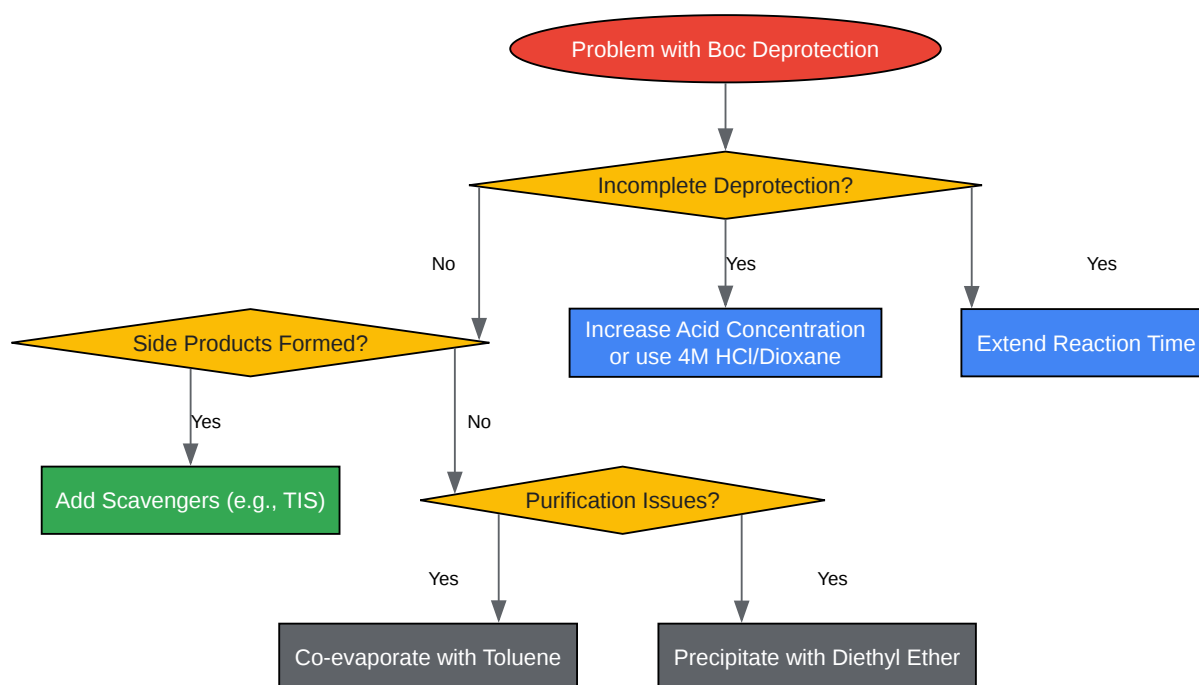 Problem with Boc Deprotection
Incomplete Deprotection?
No
Yes
Yes
Side Products Formed?
Increase Acid Concentration
or use 4M HCl/Dioxane
Extend Reaction Time
Yes
No
Add Scavengers (e.g., TIS)
Purification Issues?
Yes
Yes
Co-evaporate with Toluene
Precipitate with Diethyl Ether